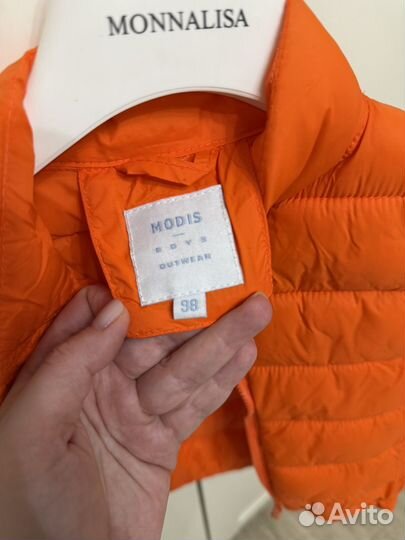 MONNALISA
MODIS
BOYS
OUTWEAR
98
Avito